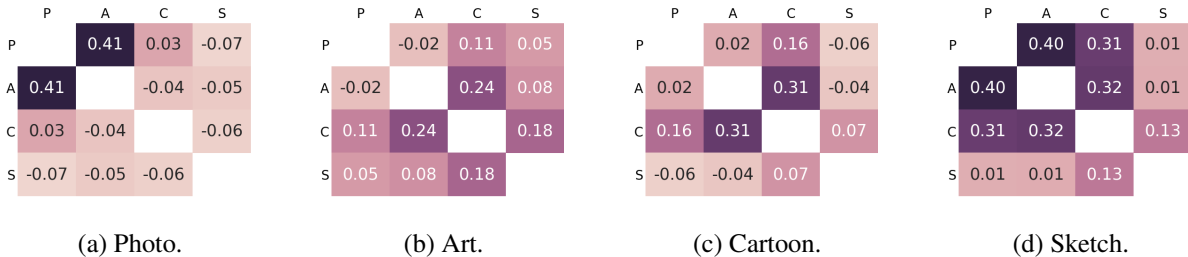 P A C S P A C S P A C S P A C S
P 0.41 0.03 -0.07 P -0.02 0.11 0.05 P 0.02 0.16 -0.06 P 0.40 0.31 0.01
A 0.41 -0.04 -0.05 A -0.02 0.24 0.08 A 0.02 0.31 -0.04 A 0.40 0.32 0.01
C 0.03 -0.04 -0.06 C 0.11 0.24 0.18 C 0.16 0.31 0.07 C 0.31 0.32 0.13
S -0.07 -0.05 -0.06 S 0.05 0.08 0.18 S -0.06 -0.04 0.07 S 0.01 0.01 0.13
(a) Photo. (b) Art. (c) Cartoon. (d) Sketch.